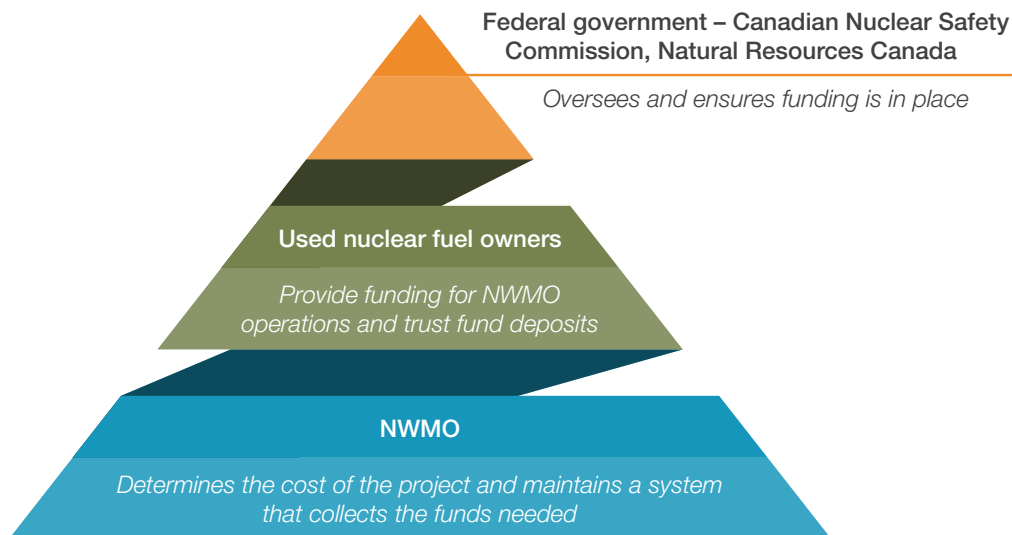 Federal government – Canadian Nuclear Safety
Commission, Natural Resources Canada
Oversees and ensures funding is in place
Used nuclear fuel owners
Provide funding for NWMO
operations and trust fund deposits
NWMO
Determines the cost of the project and maintains a system
that collects the funds needed